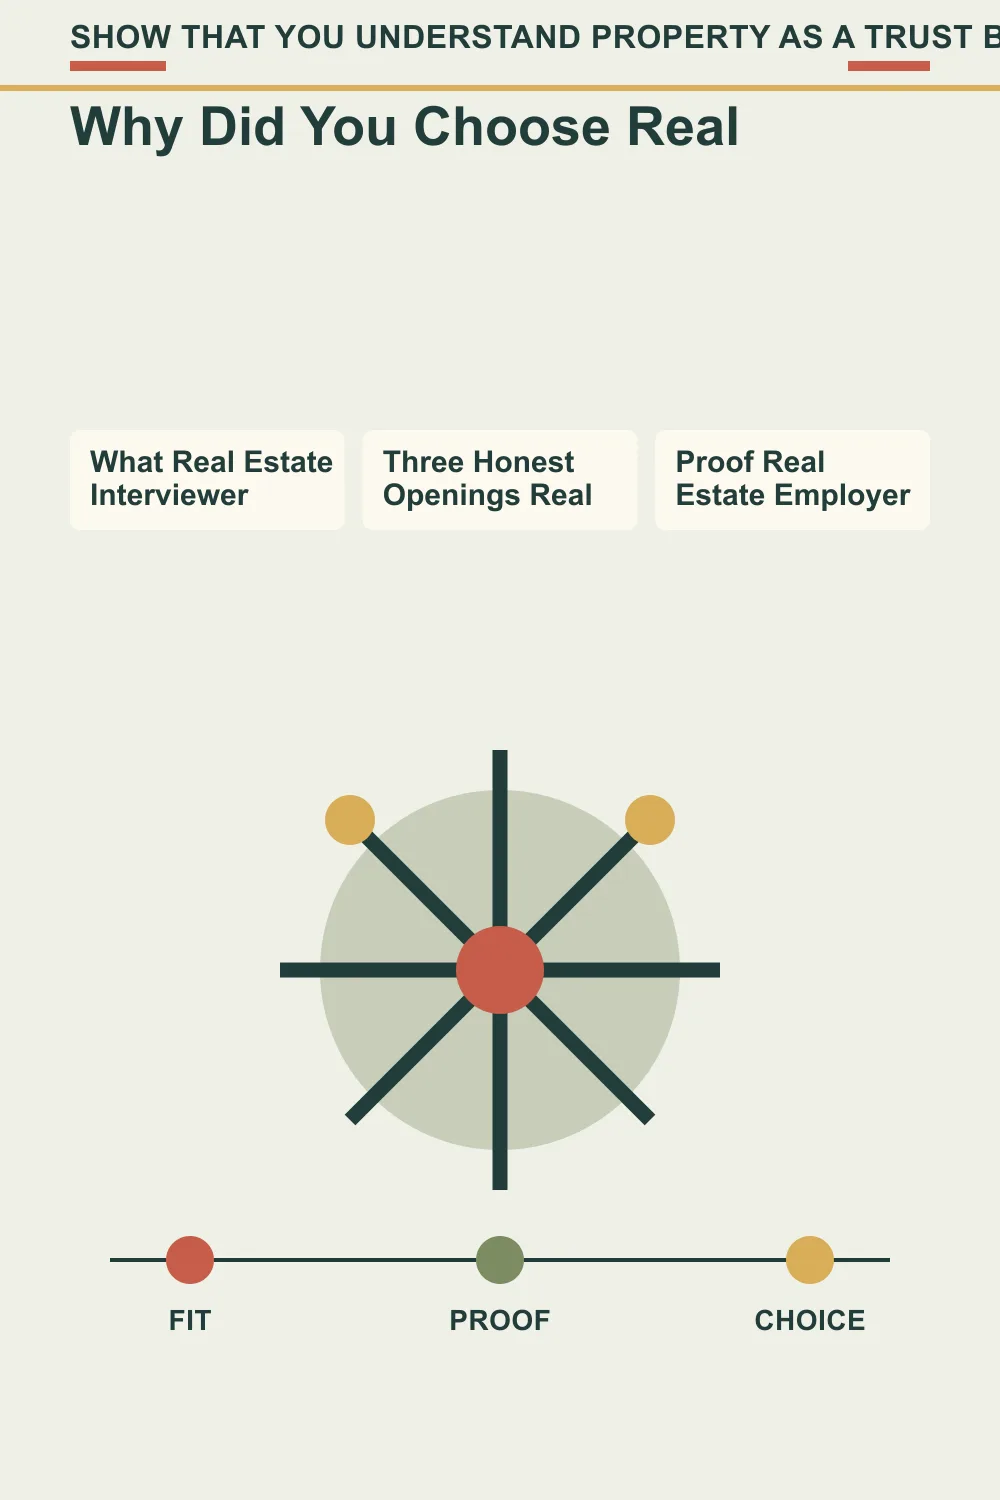 SHOW THAT YOU UNDERSTAND PROPERTY AS A TRUST B
Why Did You Choose Real
What Real Estate
Interviewer
Three Honest
Openings Real
Proof Real
Estate Employer
FIT
PROOF
CHOICE